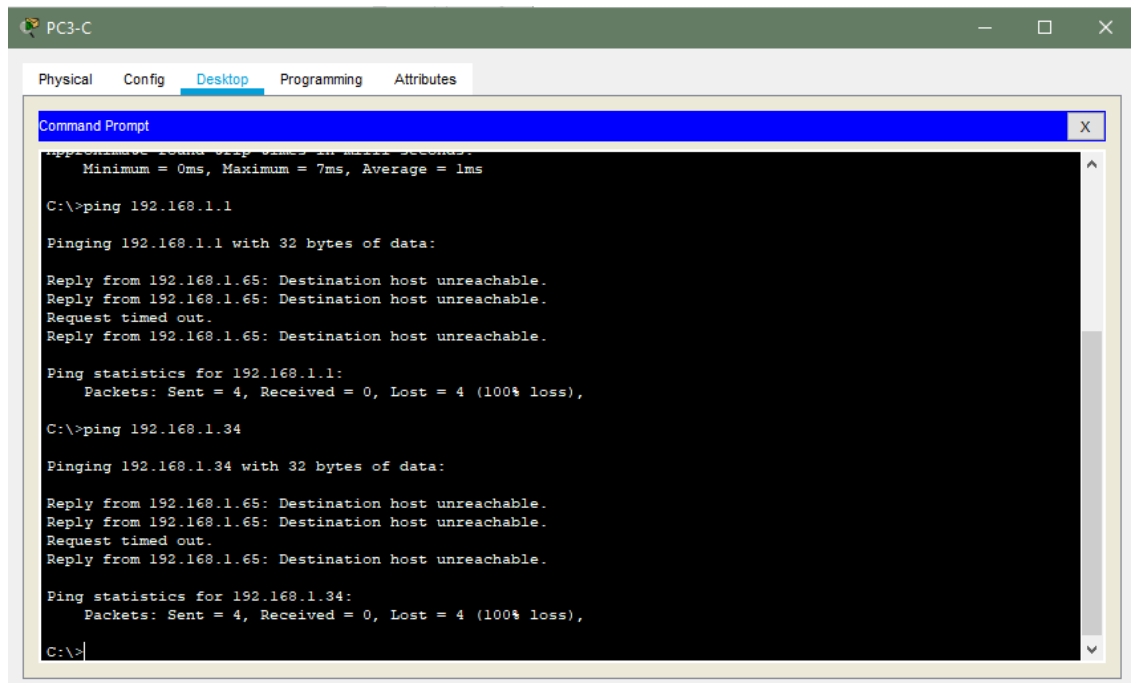 PC3-C
Physical Config Desktop Programming Attributes
Command Prompt
X
Approximate round trip times in milli-seconds:
    Minimum = 0ms, Maximum = 7ms, Average = 1ms
C:\>ping 192.168.1.1
Pinging 192.168.1.1 with 32 bytes of data:
Reply from 192.168.1.65: Destination host unreachable.
Reply from 192.168.1.65: Destination host unreachable.
Request timed out.
Reply from 192.168.1.65: Destination host unreachable.
Ping statistics for 192.168.1.1:
    Packets: Sent = 4, Received = 0, Lost = 4 (100% loss),
C:\>ping 192.168.1.34
Pinging 192.168.1.34 with 32 bytes of data:
Reply from 192.168.1.65: Destination host unreachable.
Reply from 192.168.1.65: Destination host unreachable.
Request timed out.
Reply from 192.168.1.65: Destination host unreachable.
Ping statistics for 192.168.1.34:
    Packets: Sent = 4, Received = 0, Lost = 4 (100% loss),
C:\>